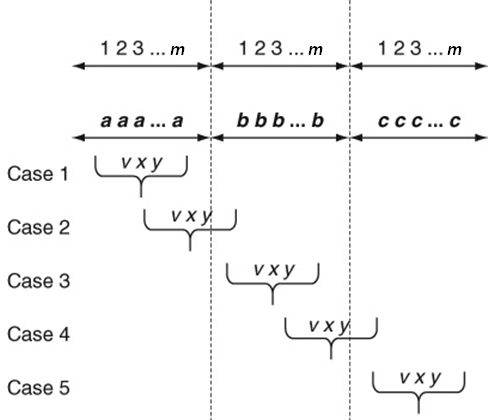 1 2 3 ... m 1 2 3 ... m 1 2 3 ... m
a a a ... a b b b ... b c c c ... c
Case 1 v x y
Case 2 v x y
Case 3 v x y
Case 4 v x y
Case 5 v x y